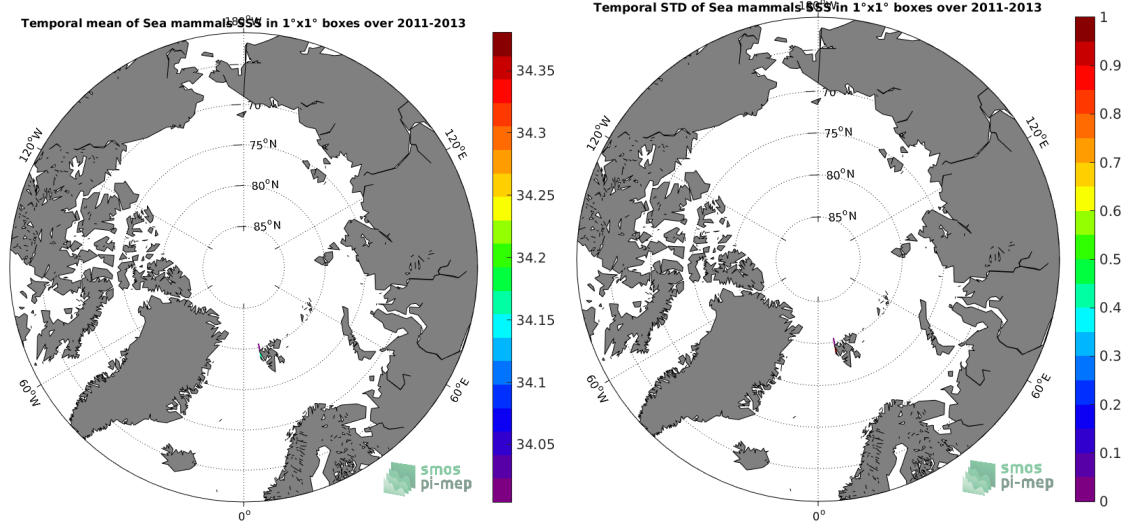 Temporal mean of Sea mammals SSS in 1°x1° boxes over 2011-2013
180°W
120°W
120°E
60°W
60°E
0°
70
75°N
80°N
85°N
34.35
34.3
34.25
34.2
34.15
34.1
34.05
smos
pi-mep
Temporal STD of Sea mammals SSS in 1°x1° boxes over 2011-2013
180°W
120°W
120°E
60°W
60°E
0°
70
75°N
80°N
85°N
1
0.9
0.8
0.7
0.6
0.5
0.4
0.3
0.2
0.1
0
smos
pi-mep